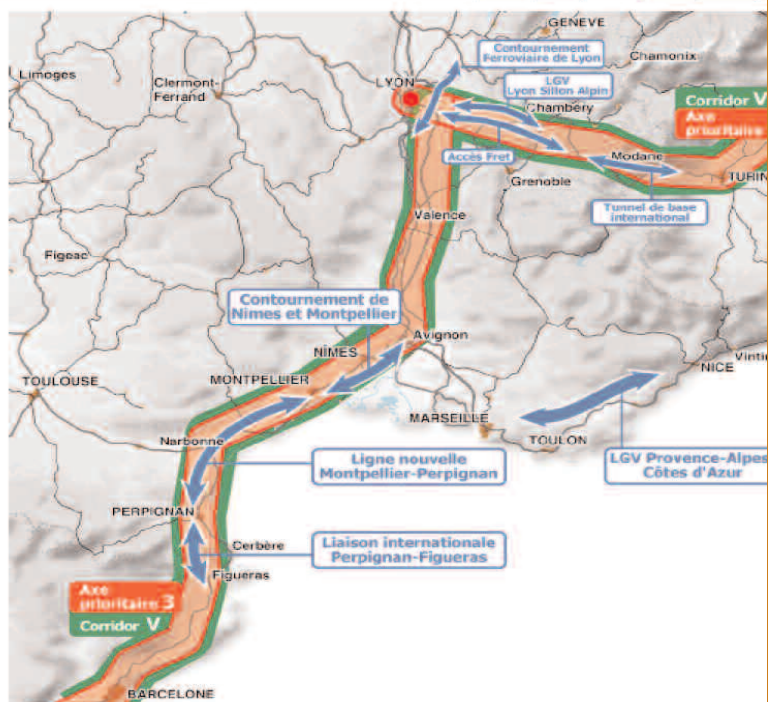 GENEVE
Contournement
Ferroviaire de Lyon
Chamonix
Limoges
Clermont-
Ferrand
LYON
LGV
Lyon Sillon Alpin
Chambéry
Corridor V
Axe
prioritaire
Accès Fret
Modane
Grenoble
TURIN
Tunnel de base
international
Valence
Figeac
Contournement de
Nîmes et Montpellier
Avignon
NÎMES
MONTPELLIER
NICE
Vintim
TOULOUSE
MARSEILLE
TOULON
Narbonne
Ligne nouvelle
Montpellier-Perpignan
LGV Provence-Alpes
Côtes d'Azur
PERPIGNAN
Cerbère
Liaison internationale
Perpignan-Figueras
Figueras
Axe
prioritaire 3
Corridor V
BARCELONE